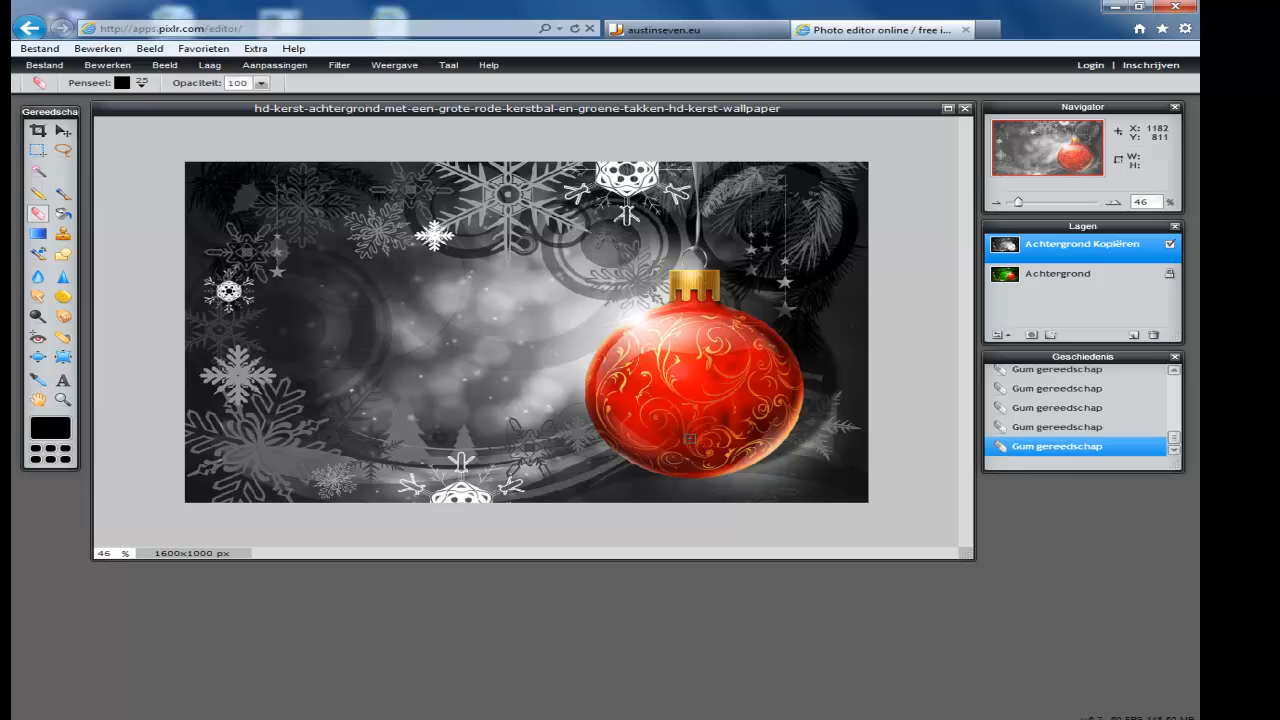 http://apps.pixlr.com/editor/
austinseven.eu
Photo editor online / free i...
Bestand Bewerken Beeld Favorieten Extra Help
Bestand Bewerken Beeld Laag Aanpassingen Filter Weergave Taal Help Login | Inschrijven
Penseel: 25 Opaciteit: 100
Gereedscha
hd-kerst-achtergrond-met-een-grote-rode-kerstbal-en-groene-takken-hd-kerst-wallpaper
Navigator
X: 1182
Y: 811
W:
H:
46 %
Lagen
Achtergrond Kopiëren
Achtergrond
Geschiedenis
Gum gereedschap
Gum gereedschap
Gum gereedschap
Gum gereedschap
Gum gereedschap
A
46 % 1600x1000 px